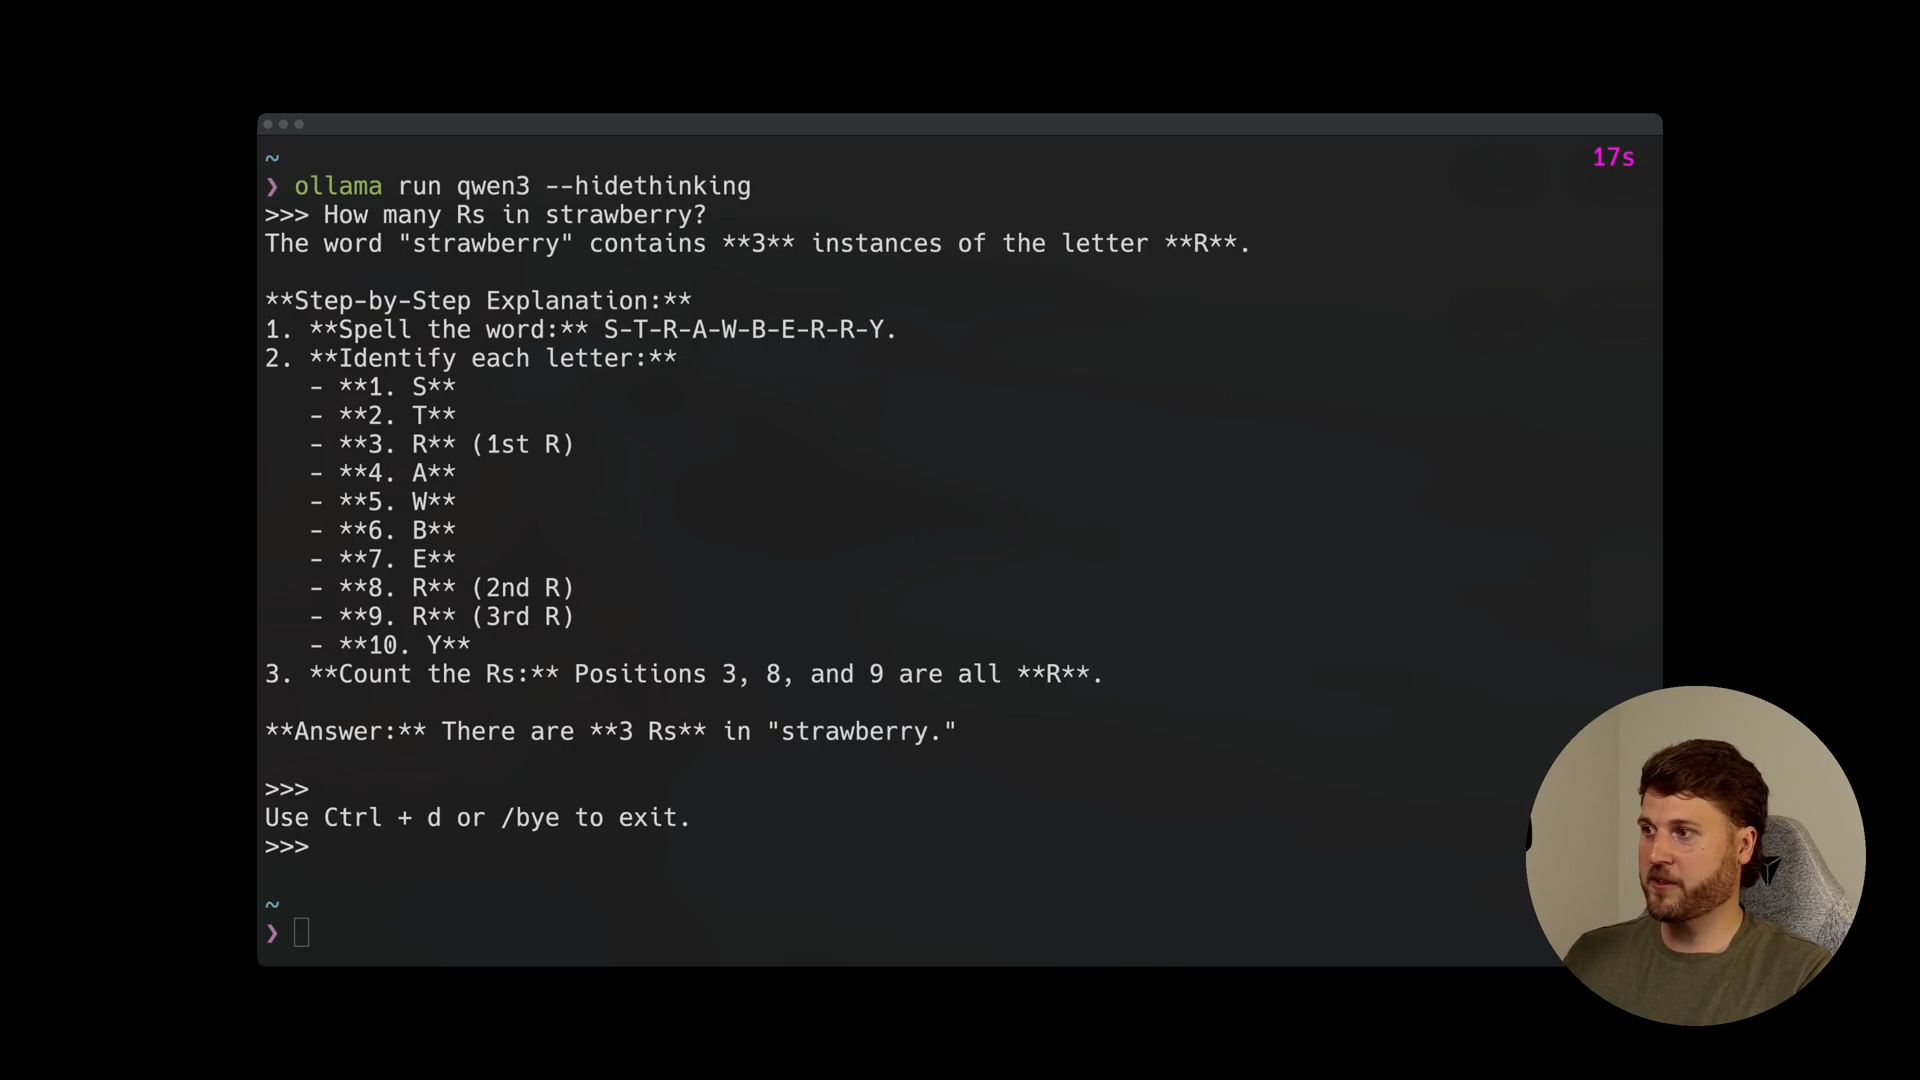 ~ 17s
❯ ollama run qwen3 --hidethinking
>>> How many Rs in strawberry?
The word "strawberry" contains **3** instances of the letter **R**.
**Step-by-Step Explanation:**
1. **Spell the word:** S-T-R-A-W-B-E-R-R-Y.
2. **Identify each letter:**
- **1. S**
- **2. T**
- **3. R** (1st R)
- **4. A**
- **5. W**
- **6. B**
- **7. E**
- **8. R** (2nd R)
- **9. R** (3rd R)
- **10. Y**
3. **Count the Rs:** Positions 3, 8, and 9 are all **R**.
**Answer:** There are **3 Rs** in "strawberry."
>>>
Use Ctrl + d or /bye to exit.
>>>
~
❯